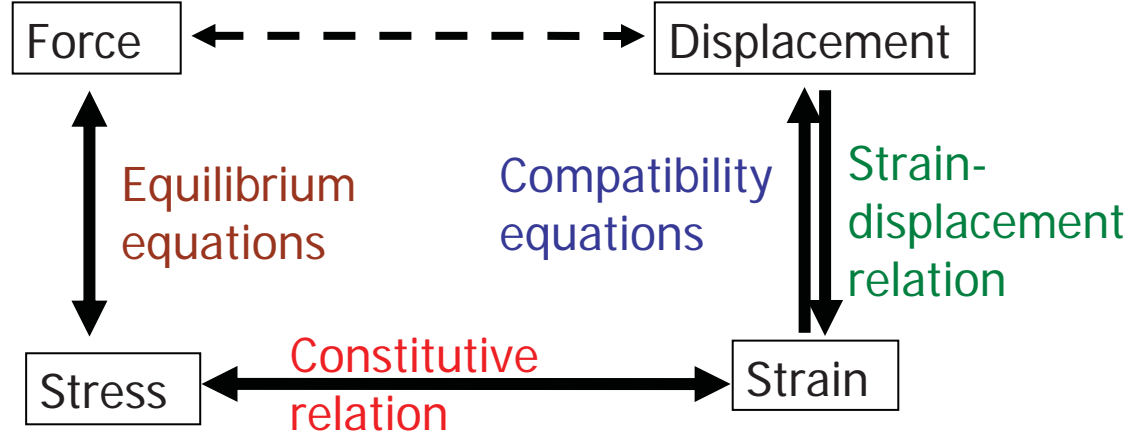 Force
Displacement
Equilibrium
equations
Compatibility
equations
Strain-
displacement
relation
Constitutive
relation
Stress
Strain